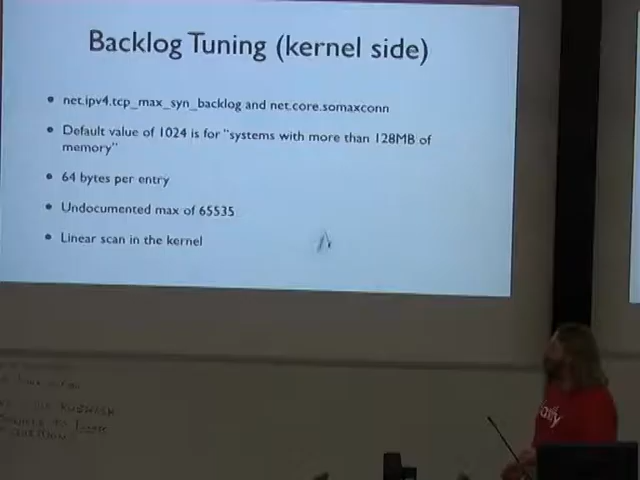 Backlog Tuning (kernel side)
• net.ipv4.tcp_max_syn_backlog and net.core.somaxconn
• Default value of 1024 is for "systems with more than 128MB of
memory"
• 64 bytes per entry
• Undocumented max of 65535
• Linear scan in the kernel